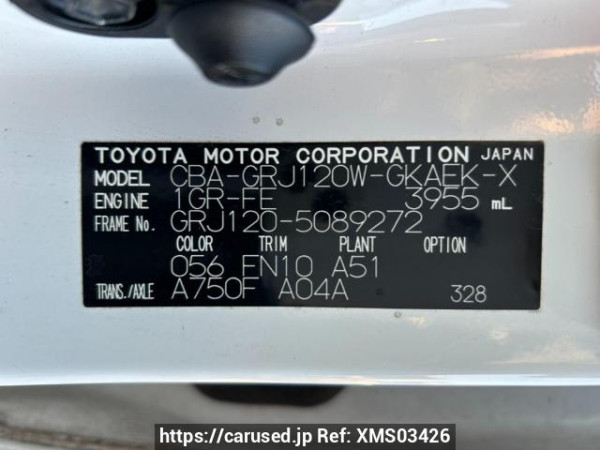 TOYOTA MOTOR CORPORATION JAPAN
MODEL CBA-GRJ120W-GKAEK-X
ENGINE 1GR-FE 3955 mL
FRAME No. GRJ120-5089272
COLOR TRIM PLANT OPTION
056 FN10 A51
TRANS./AXLE A750F A04A 328
https://carused.jp Ref: XMS03426